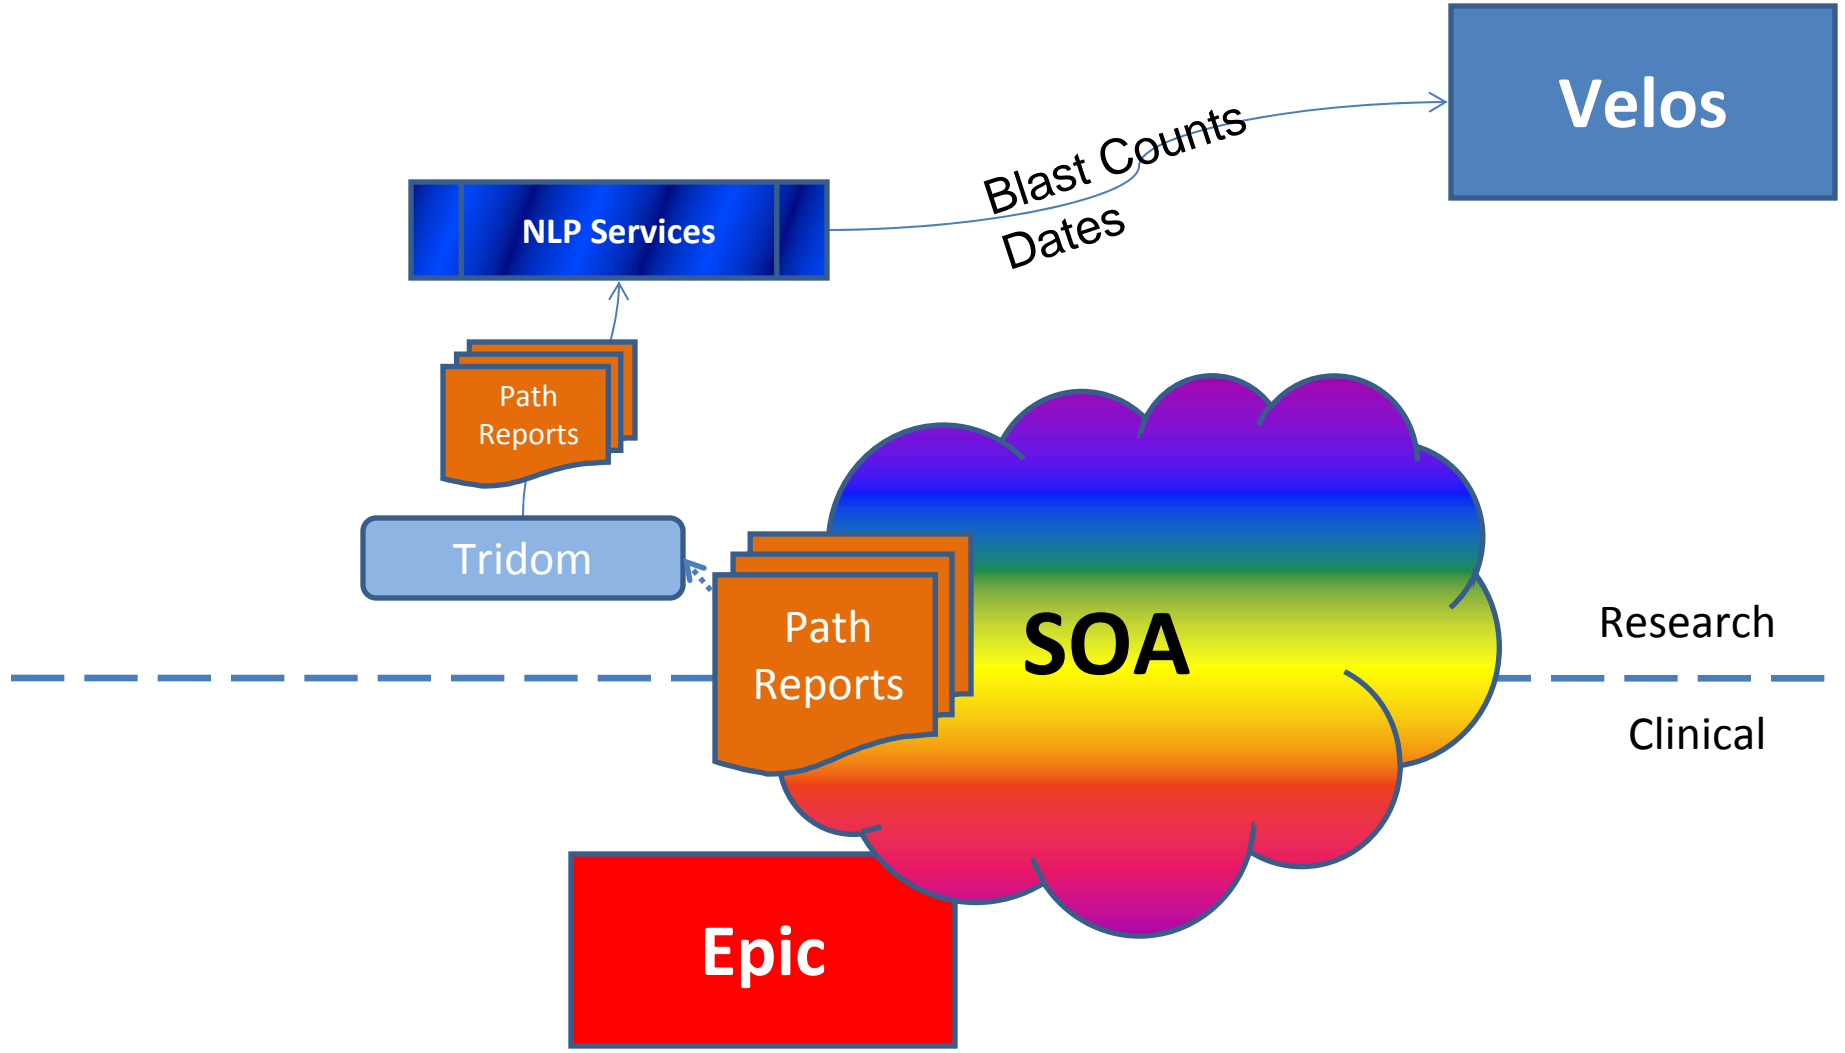 Velos
Blast Counts
Dates
NLP Services
Path
Reports
Tridom
Path
Reports
SOA
Research
Clinical
Epic